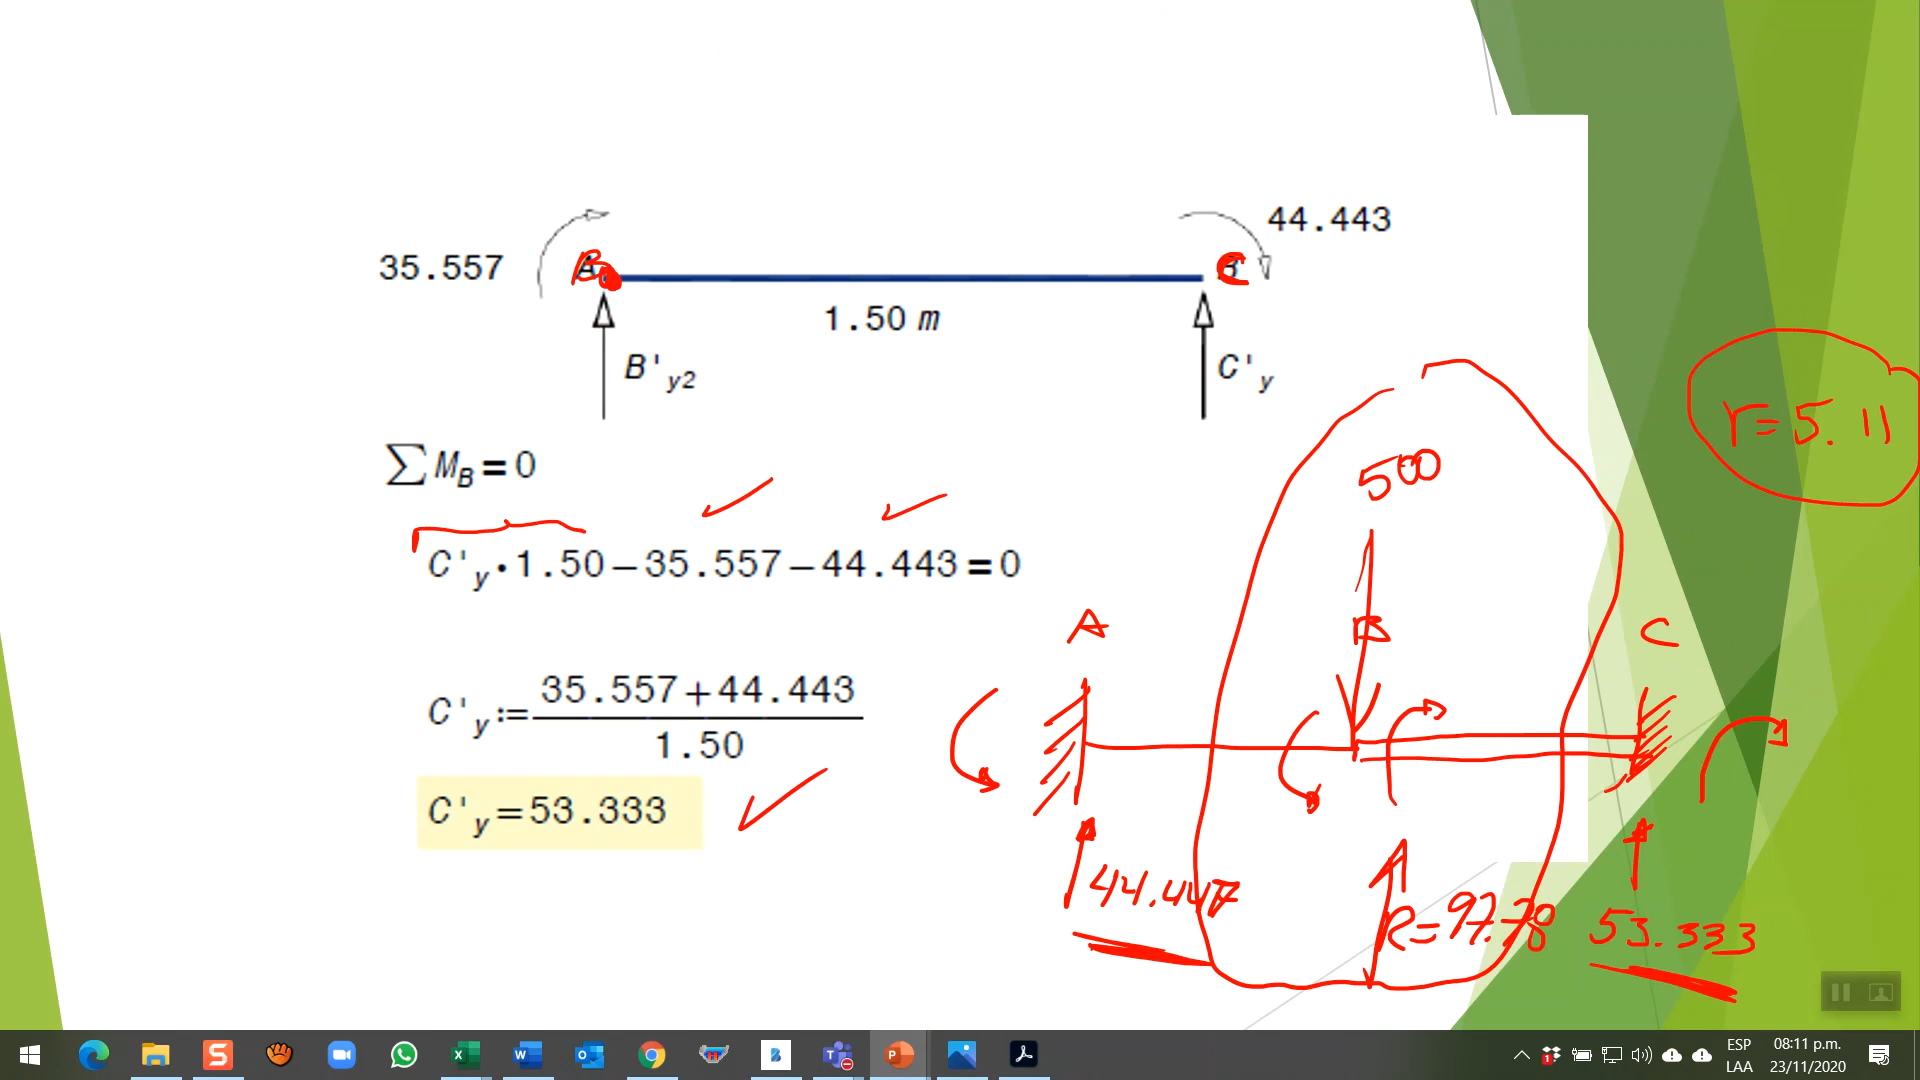 44.443
35.557
A
B
C
1.50 m
B'y2
C'y
r=5.11
∑MB=0
500
C'y•1.50−35.557−44.443=0
A
B
C
35.557+44.443
C'y:=
1.50
C'y=53.333
44.447
R=97.78
53.333
ESP
LAA
08:11 p.m.
23/11/2020